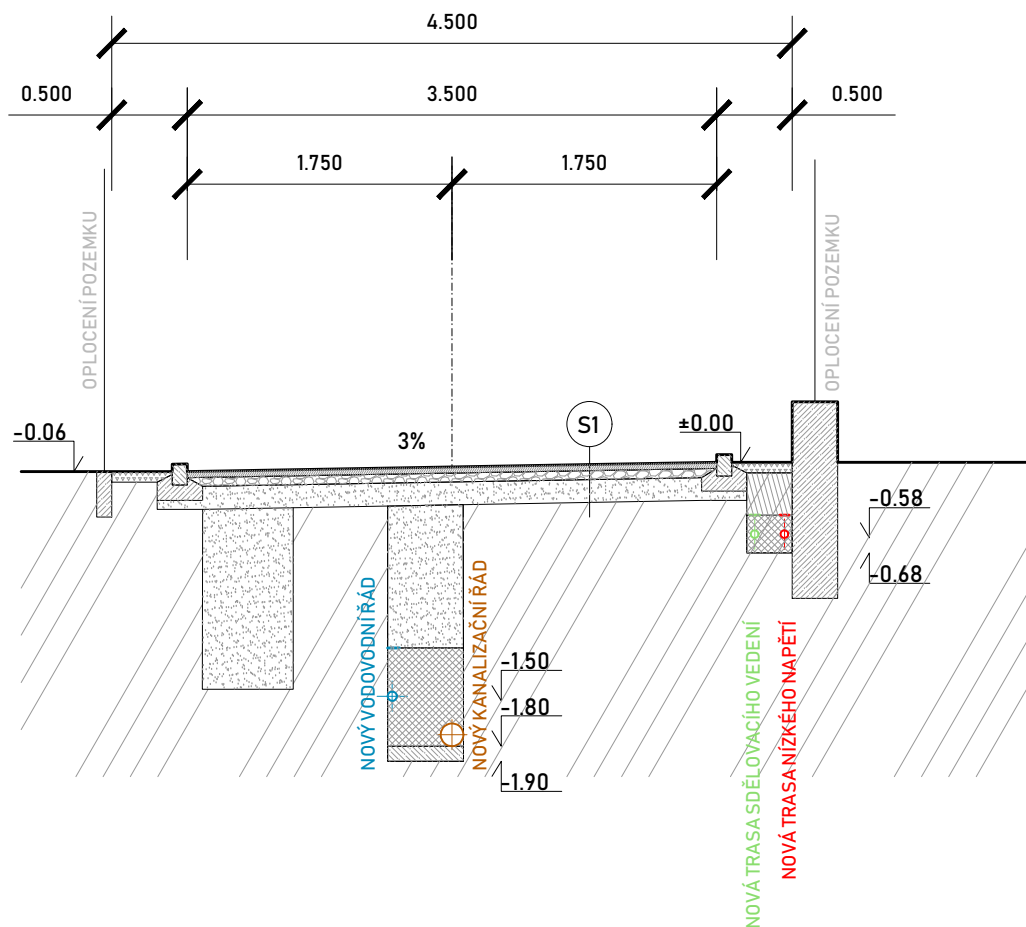 4.500
0.500
3.500
0.500
1.750
1.750
OPLOCENÍ POZEMKU
OPLOCENÍ POZEMKU
-0.06
3%
S1
±0.00
-0.58
-0.68
NOVÝ VODOVODNÍ ŘÁD
NOVÝ KANALIZAČNÍ ŘÁD
-1.50
-1.80
-1.90
NOVÁ TRASA SDĚLOVACÍHO VEDENÍ
NOVÁ TRASA NÍZKÉHO NAPĚTÍ